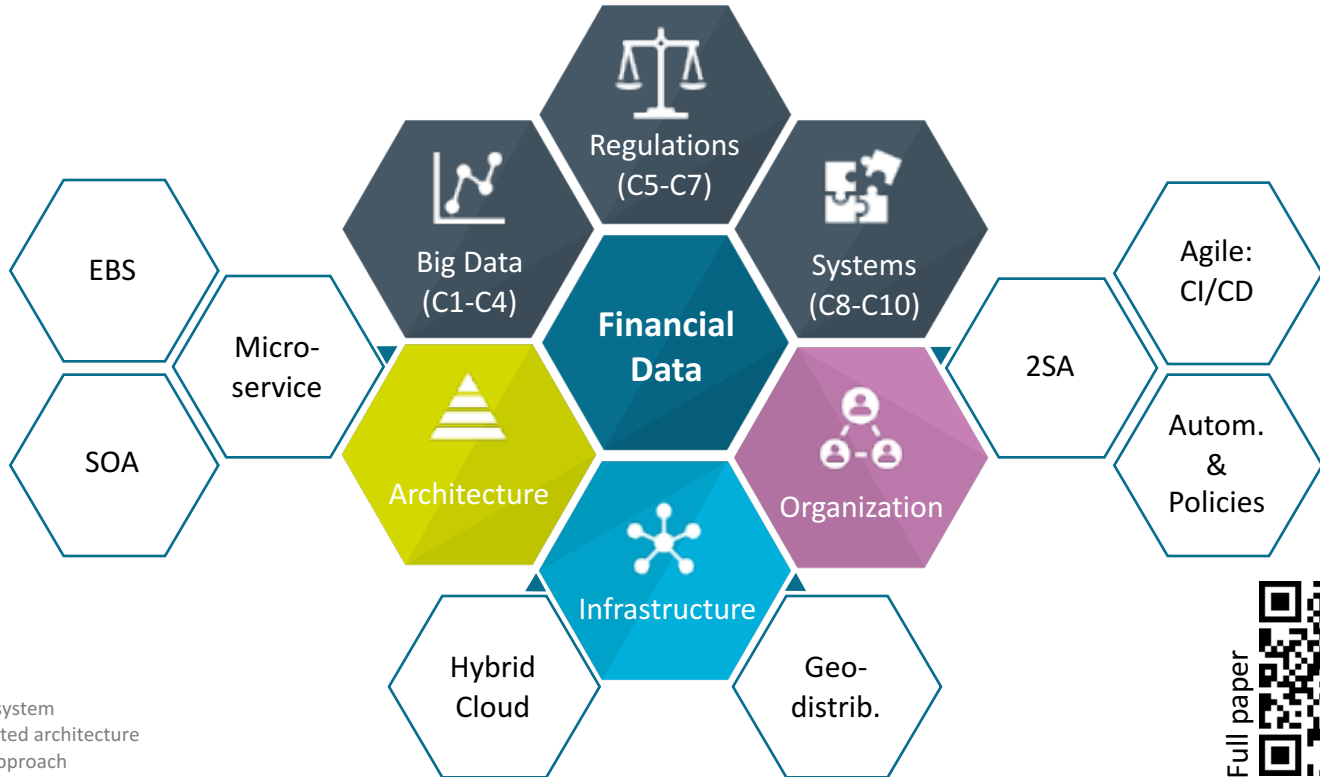 Regulations
(C5-C7)
Big Data
(C1-C4)
Systems
(C8-C10)
Financial
Data
EBS
Micro-
service
SOA
Architecture
Infrastructure
Organization
2SA
Agile:
CI/CD
Autom.
&
Policies
Hybrid
Cloud
Geo-
distrib.
system
ted architecture
pproach
Full paper